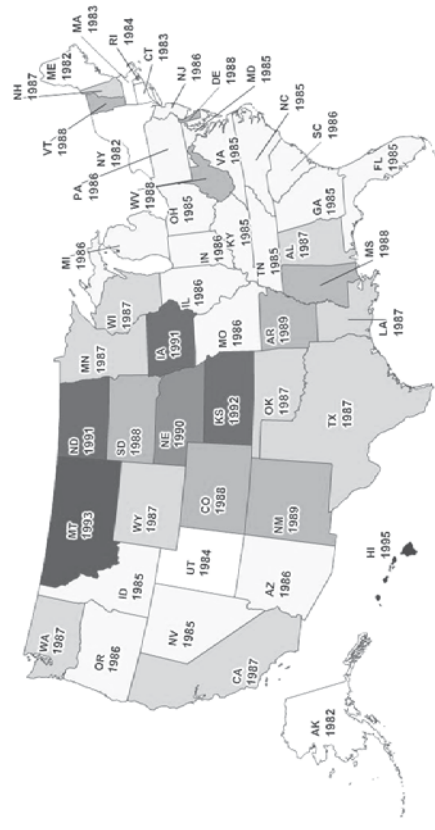 WA
1987
OR
1986
CA
1987
NV
1985
ID
1985
MT
1993
WY
1987
UT
1984
AZ
1986
CO
1988
NM
1989
ND
1991
SD
1988
NE
1990
KS
1992
OK
1987
TX
1987
MN
1987
IA
1991
MO
1986
AR
1989
LA
1987
WI
1987
IL
1986
MI
1986
IN
1986
OH
1985
KY
1985
TN
1985
MS
1988
AL
1987
GA
1985
FL
1985
SC
1986
NC
1985
VA
1985
WV
1988
PA
1986
NY
1982
VT
1988
NH
1987
ME
1982
MA
1983
RI
1984
CT
1983
NJ
1986
DE
1988
MD
1985
AK
1982
HI
1995